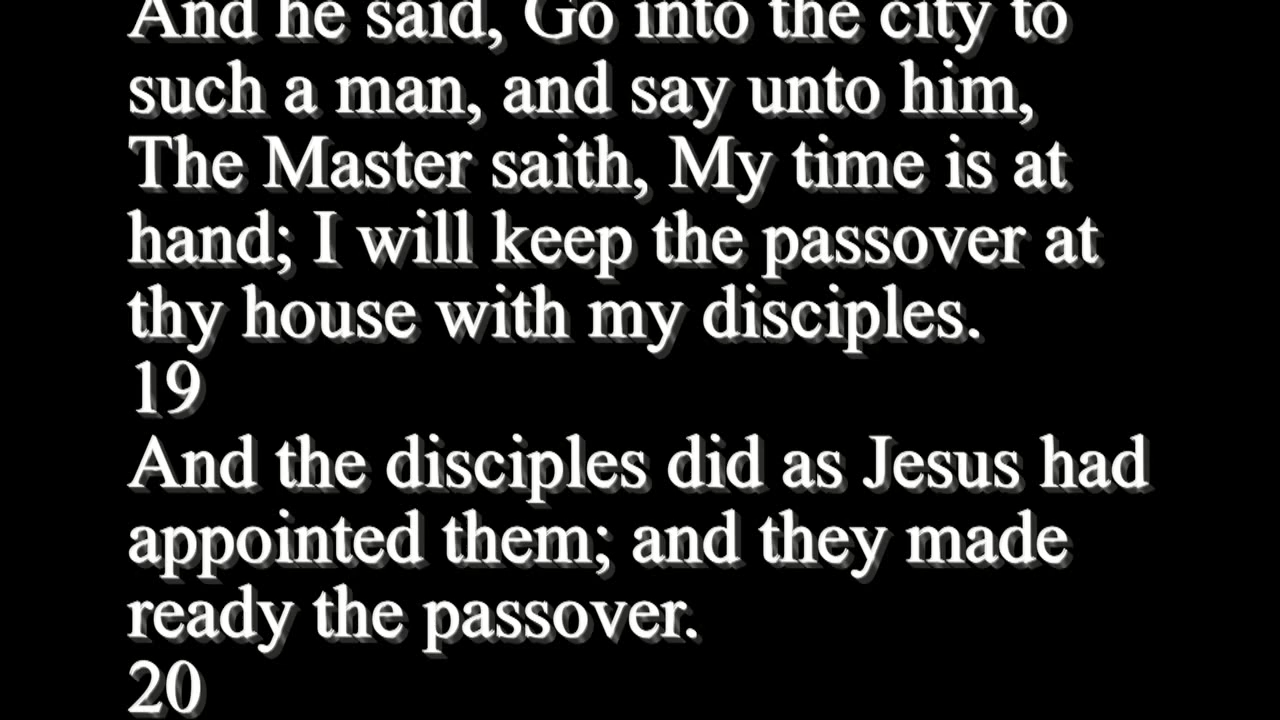 And he said, Go into the city to
such a man, and say unto him,
The Master saith, My time is at
hand; I will keep the passover at
thy house with my disciples.
19
And the disciples did as Jesus had
appointed them; and they made
ready the passover.
20